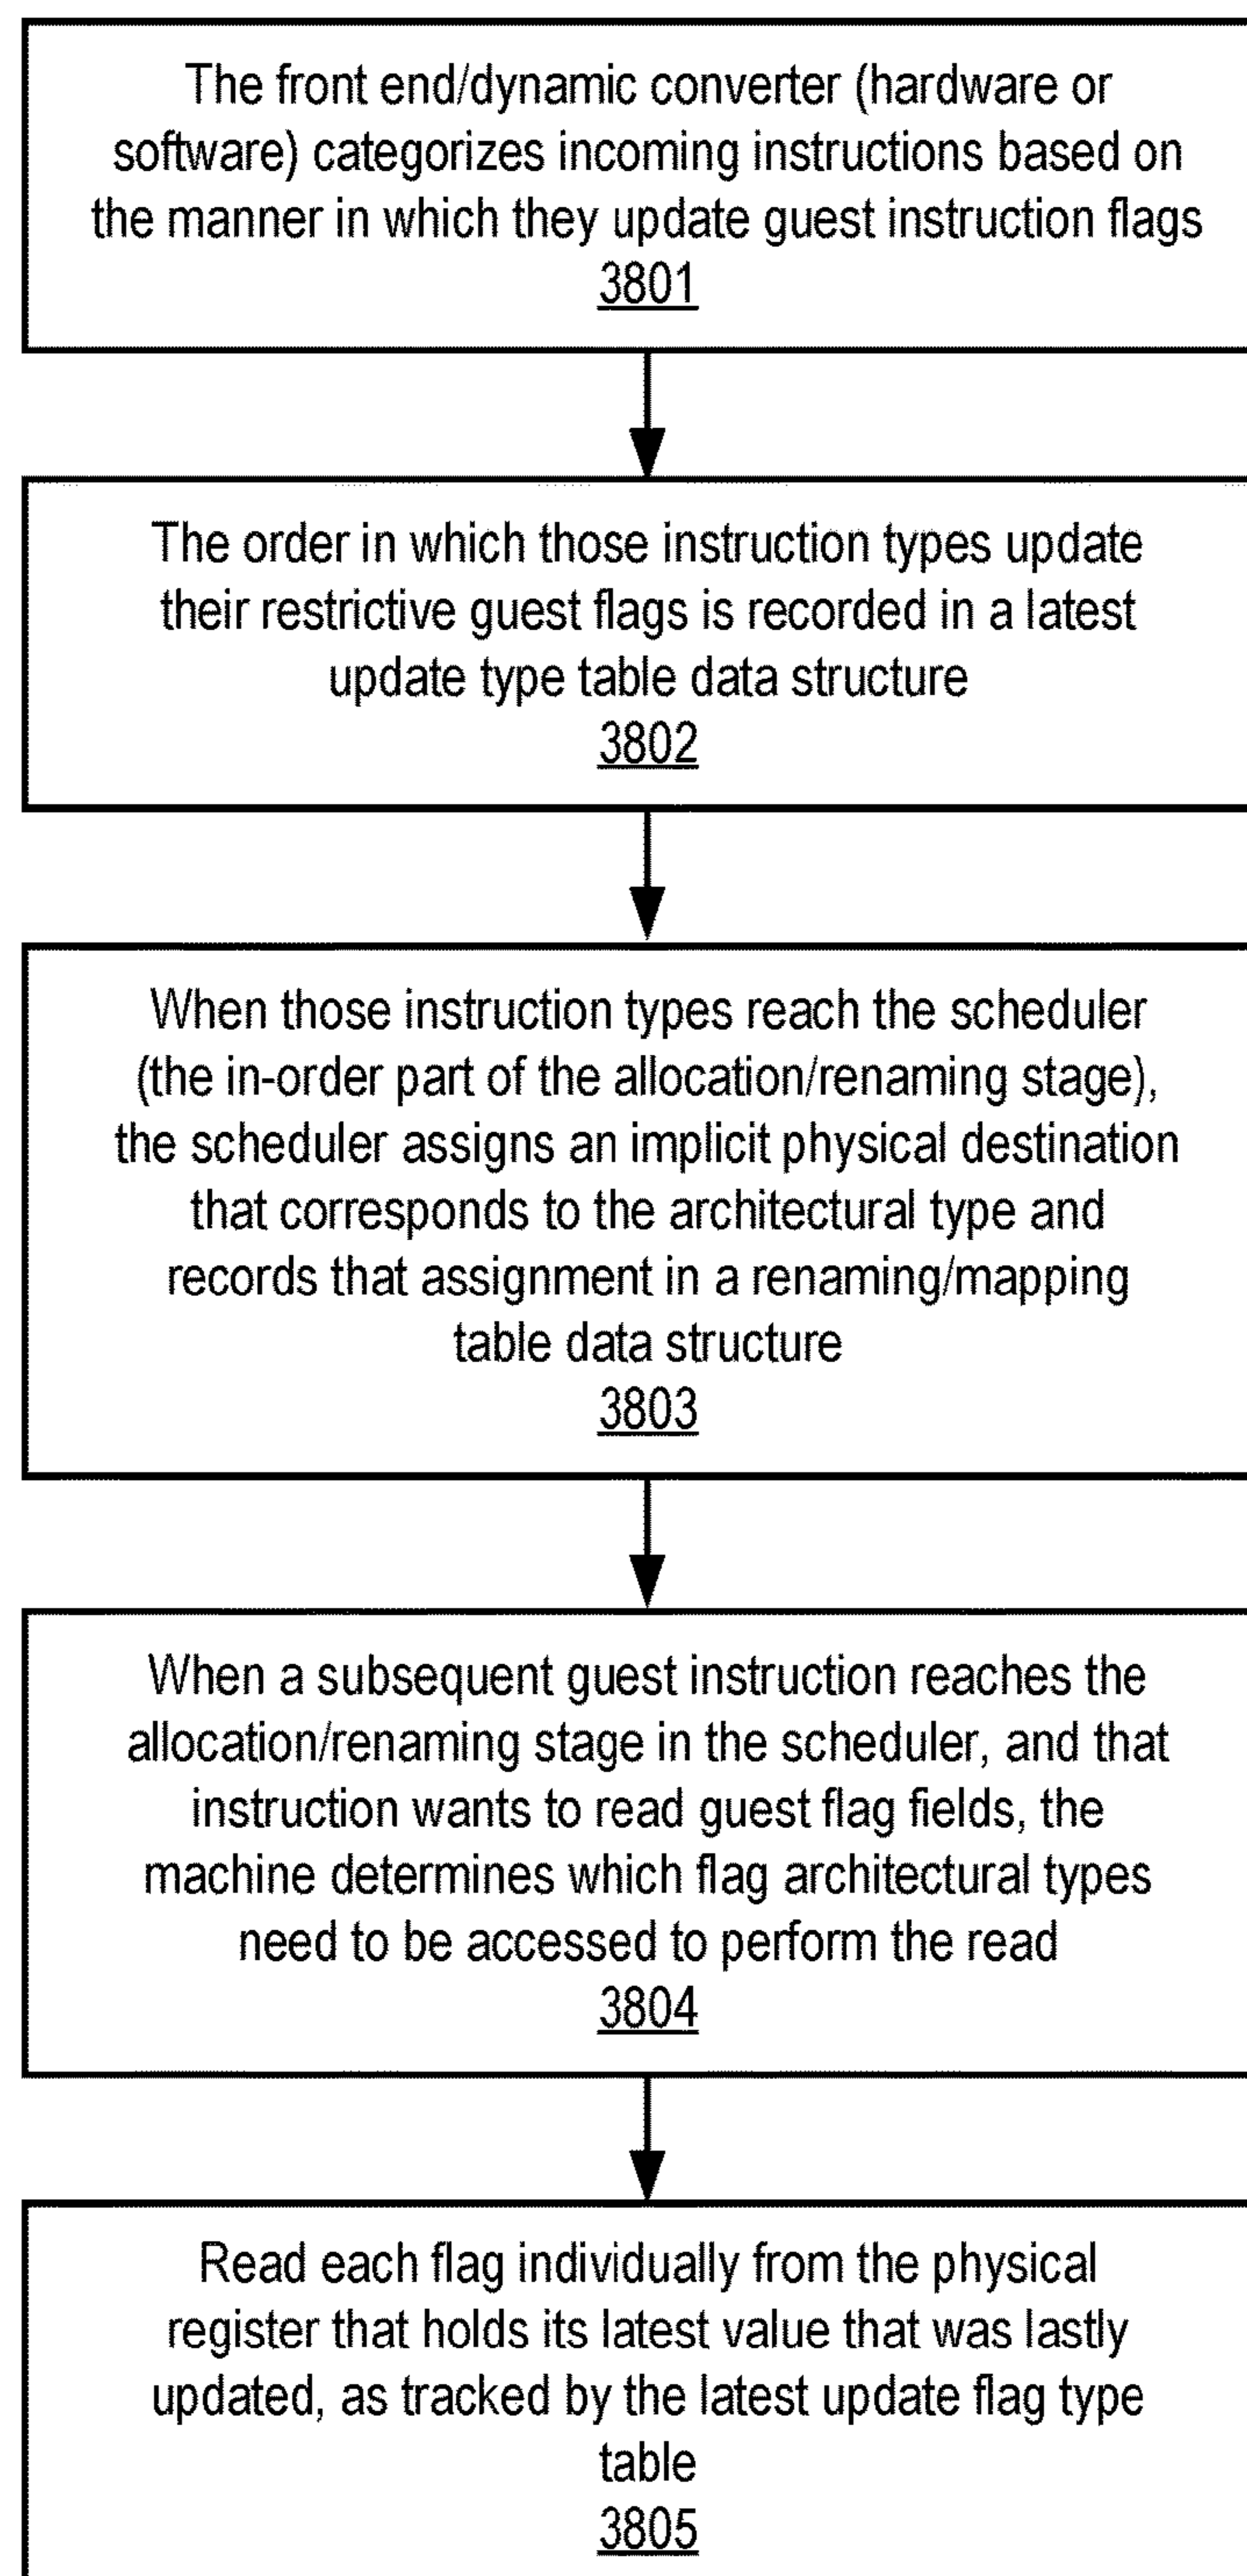 The front end/dynamic converter (hardware or
software) categorizes incoming instructions based on
the manner in which they update guest instruction flags
3801
The order in which those instruction types update
their restrictive guest flags is recorded in a latest
update type table data structure
3802
When those instruction types reach the scheduler
(the in-order part of the allocation/renaming stage),
the scheduler assigns an implicit physical destination
that corresponds to the architectural type and
records that assignment in a renaming/mapping
table data structure
3803
When a subsequent guest instruction reaches the
allocation/renaming stage in the scheduler, and that
instruction wants to read guest flag fields, the
machine determines which flag architectural types
need to be accessed to perform the read
3804
Read each flag individually from the physical
register that holds its latest value that was lastly
updated, as tracked by the latest update flag type
table
3805